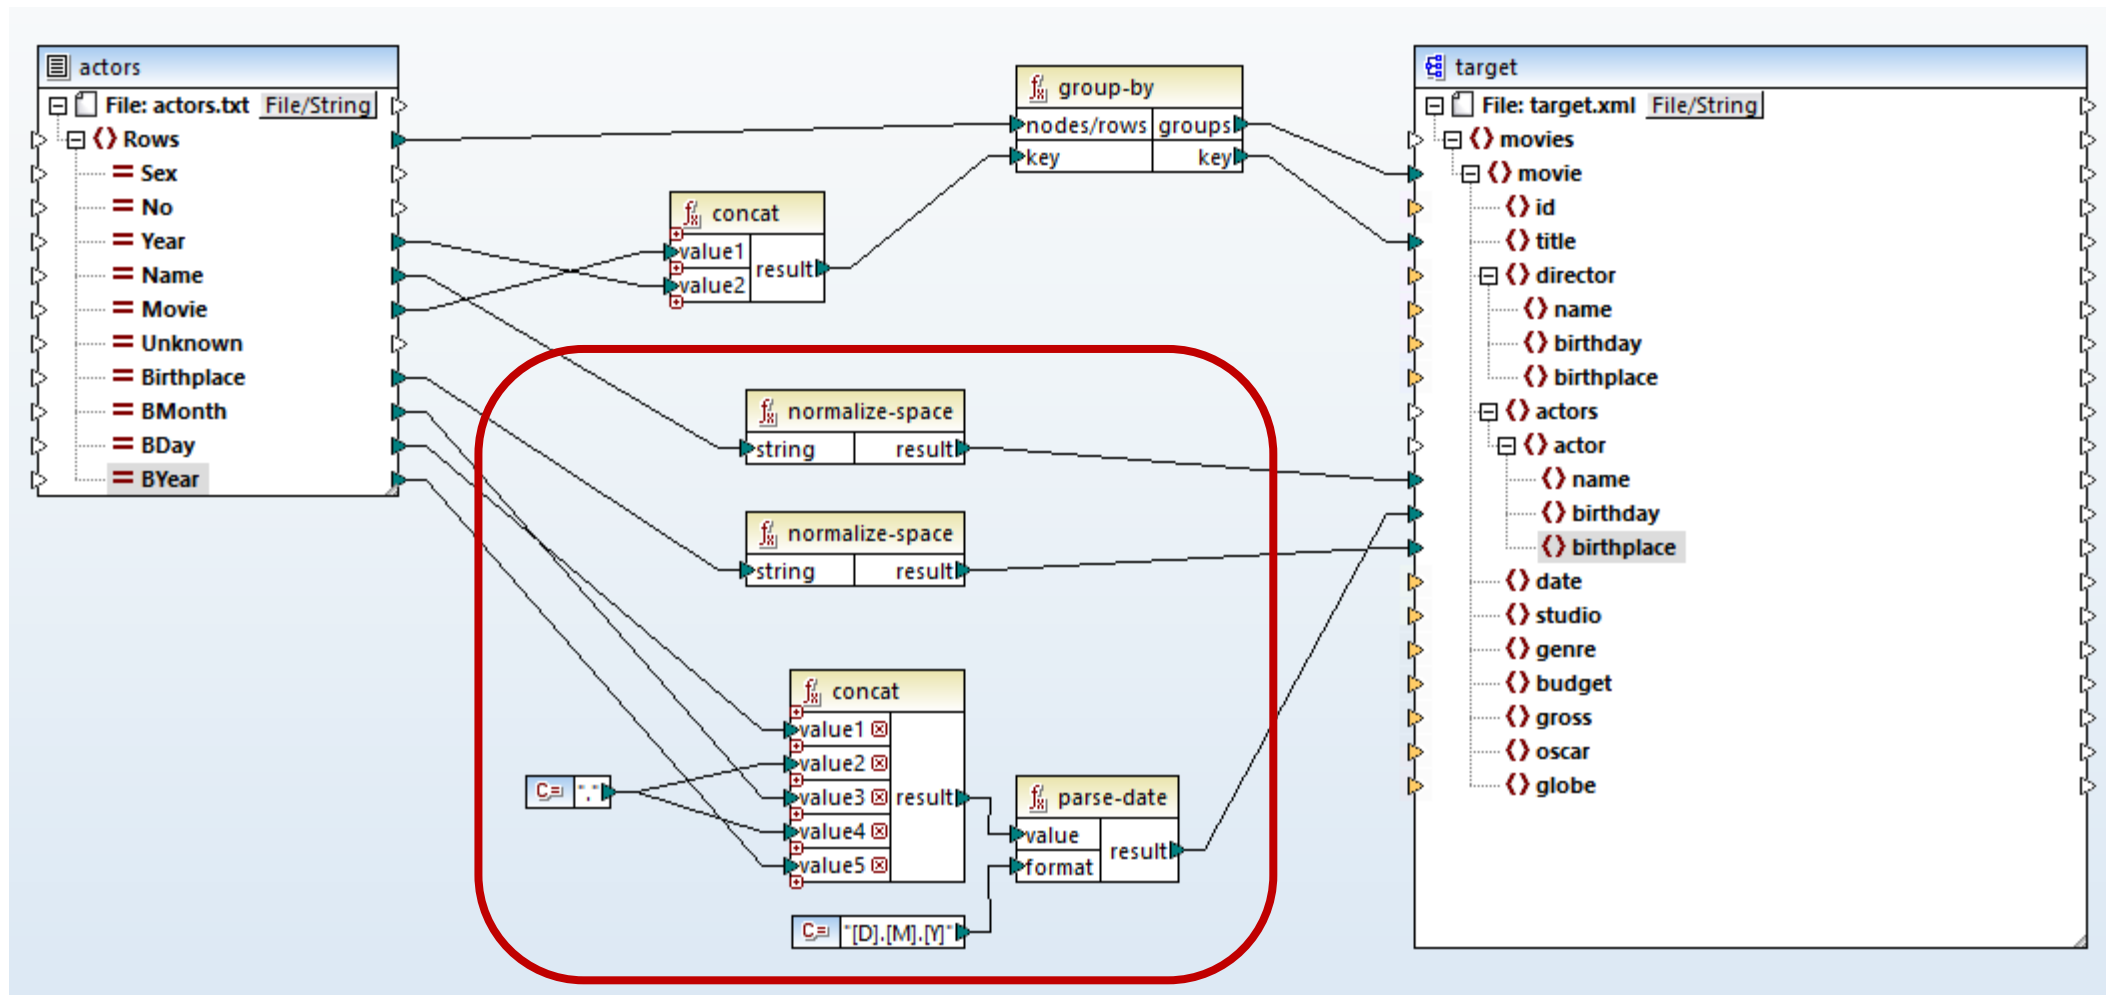 actors
File: actors.txt File/String
Rows
Sex
No
Year
Name
Movie
Unknown
Birthplace
BMonth
BDay
BYear
concat
value1
value2
result
group-by
nodes/rows groups
key key
normalize-space
string result
normalize-space
string result
concat
value1
value2
value3
value4
value5
result
C= "."
C= "[D].[M].[Y]"
parse-date
value
format
result
target
File: target.xml File/String
movies
movie
id
title
director
name
birthday
birthplace
actors
actor
name
birthday
birthplace
date
studio
genre
budget
gross
oscar
globe